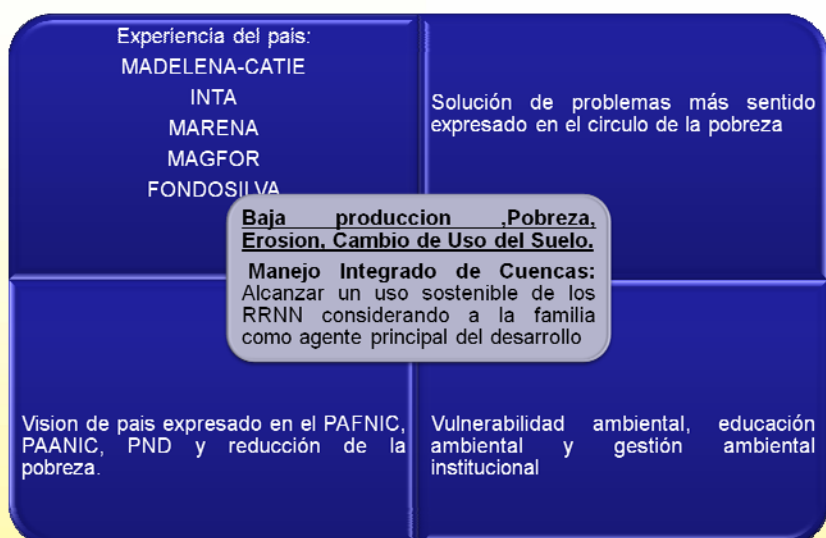 Experiencia del pais:
MADELENA-CATIE
INTA
MARENA
MAGFOR
FONDOSILVA
Solución de problemas más sentido
expresado en el circulo de la pobreza
Baja produccion ,Pobreza,
Erosion, Cambio de Uso del Suelo.
Manejo Integrado de Cuencas:
Alcanzar un uso sostenible de los
RRNN considerando a la familia
como agente principal del desarrollo
Vision de pais expresado en el PAFNIC,
PAANIC, PND y reducción de la
pobreza.
Vulnerabilidad ambiental, educación
ambiental y gestión ambiental
institucional